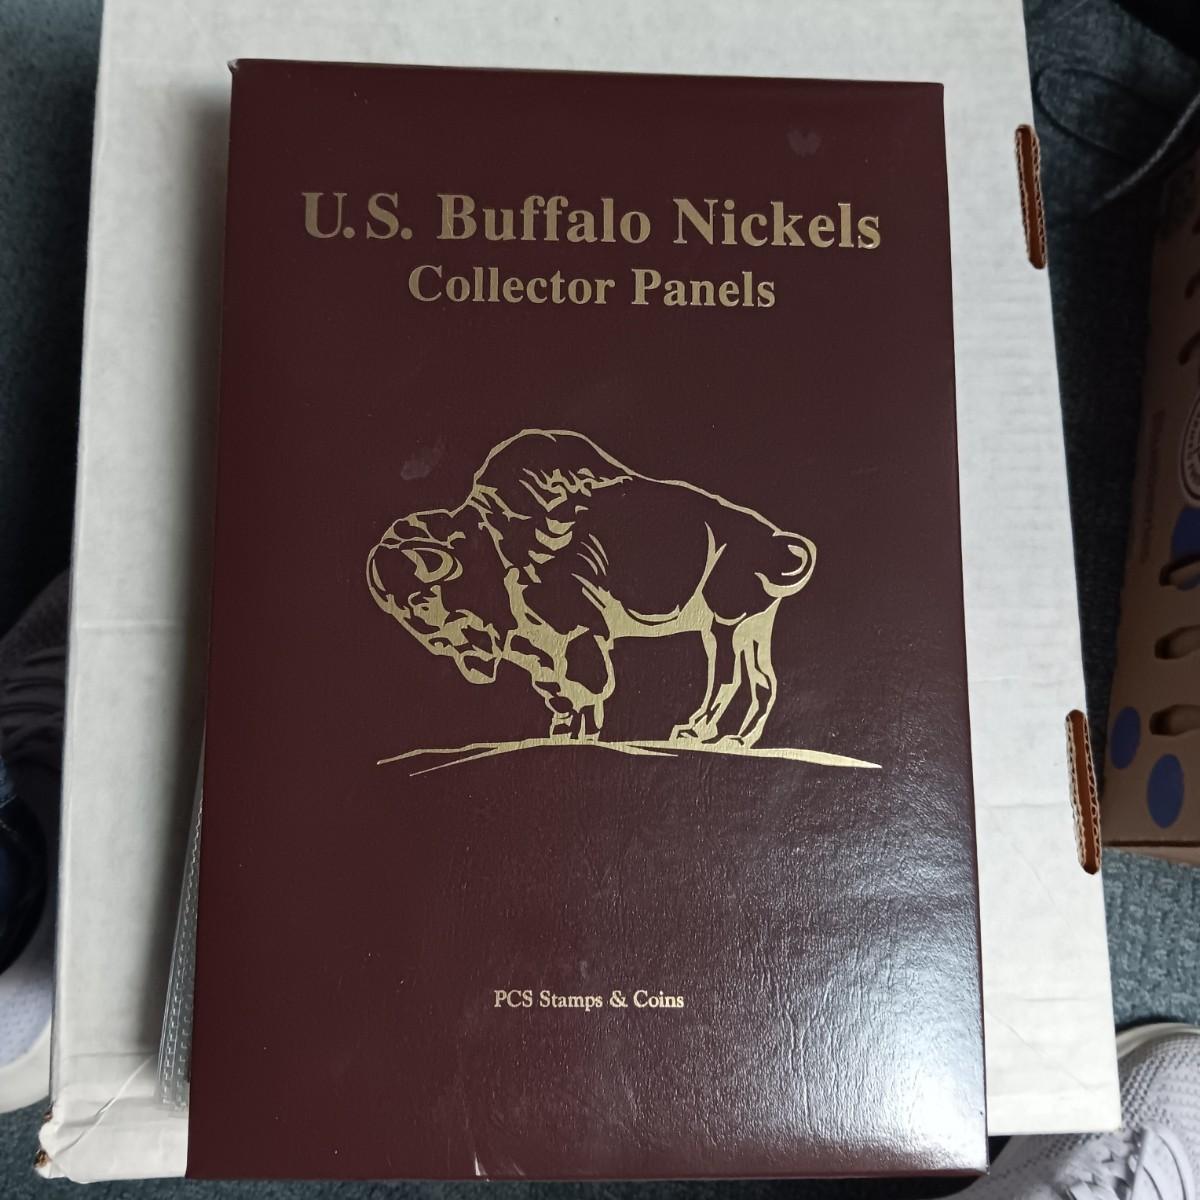 U.S. Buffalo Nickels
Collector Panels
PCS Stamps & Coins